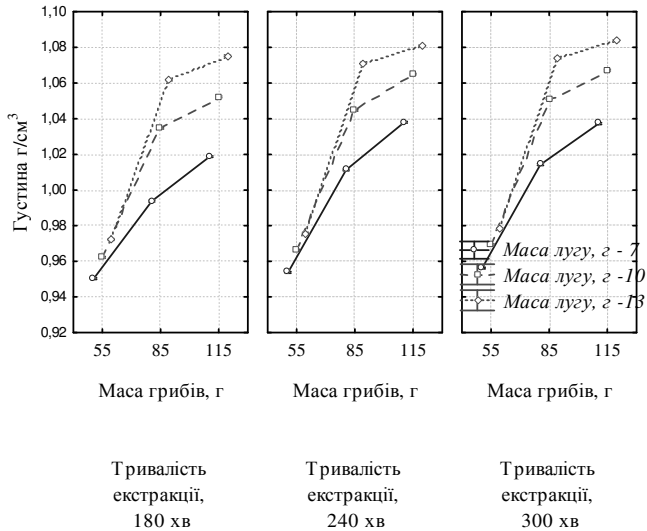 Густина г/см³
1,10
1,08
1,06
1,04
1,02
1,00
0,98
0,96
0,94
0,92
55 85 115
55 85 115
55 85 115
Маса лугу, г - 7
Маса лугу, г -10
Маса лугу, г -13
Маса грибів, г
Маса грибів, г
Маса грибів, г
Тривалість
екстракції,
180 хв
Тривалість
екстракції,
240 хв
Тривалість
екстракції,
300 хв